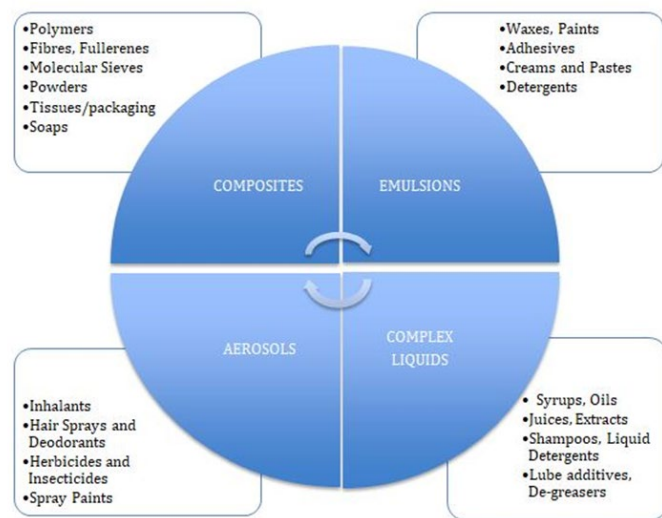 •Polymers
•Fibres, Fullerenes
•Molecular Sieves
•Powders
•Tissues/packaging
•Soaps
•Waxes, Paints
•Adhesives
•Creams and Pastes
•Detergents
COMPOSITES
EMULSIONS
AEROSOLS
COMPLEX
LIQUIDS
•Inhalants
•Hair Sprays and
Deodorants
•Herbicides and
Insecticides
•Spray Paints
• Syrups, Oils
•Juices, Extracts
•Shampoos, Liquid
Detergents
•Lube additives,
De-greasers